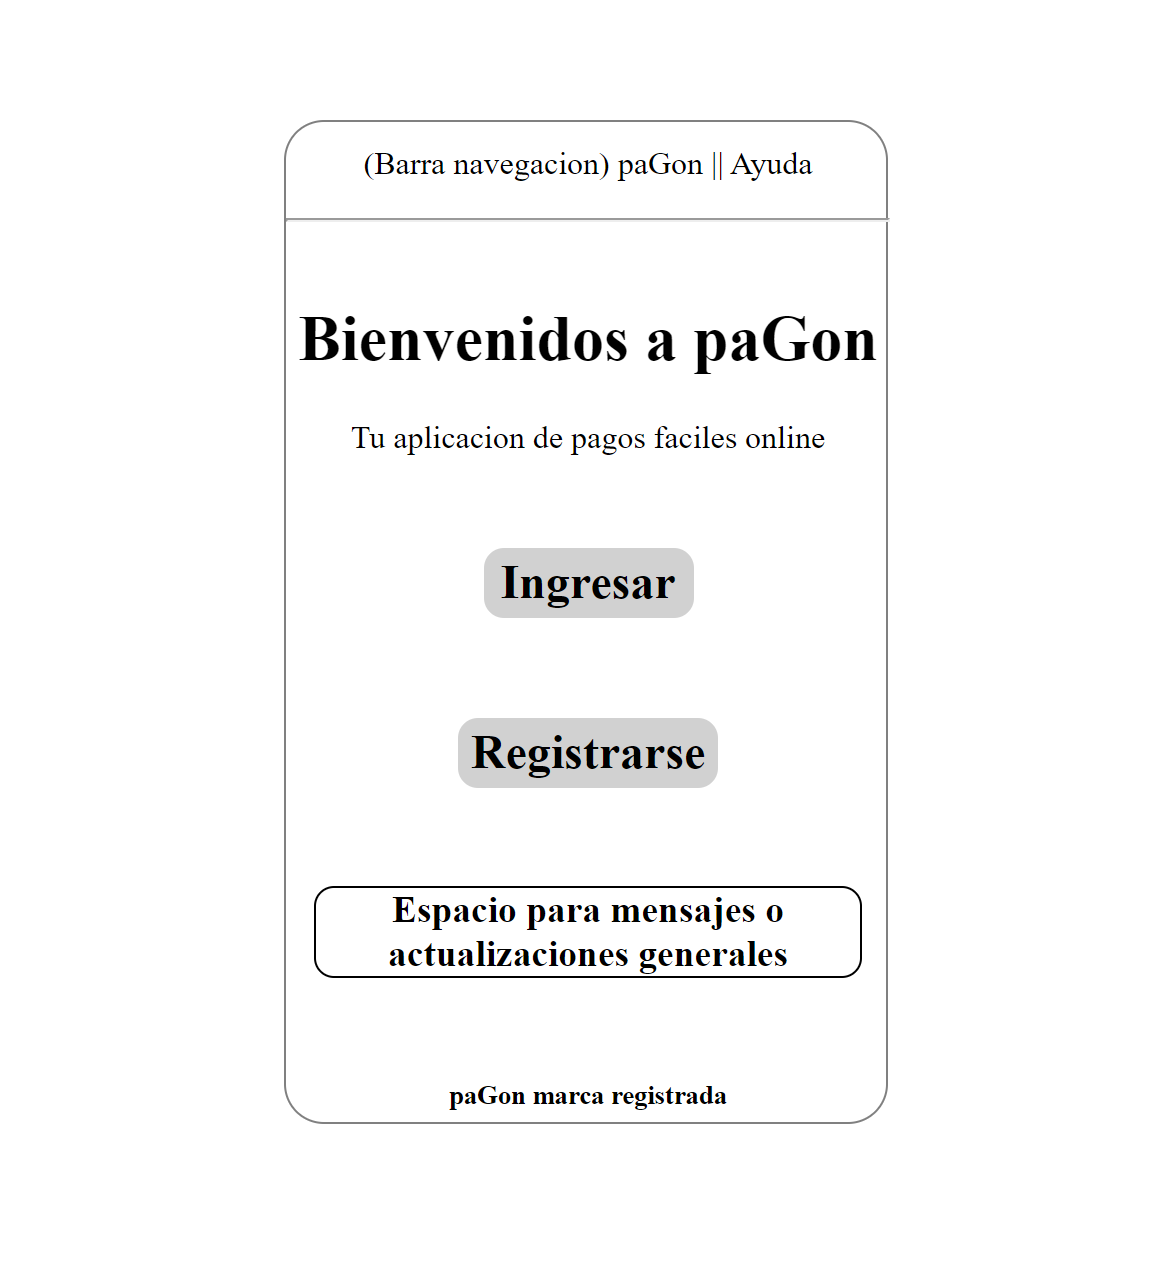 (Barra navegacion) paGon || Ayuda
Bienvenidos a paGon
Tu aplicacion de pagos faciles online
Ingresar
Registrarse
Espacio para mensajes o
actualizaciones generales
paGon marca registrada